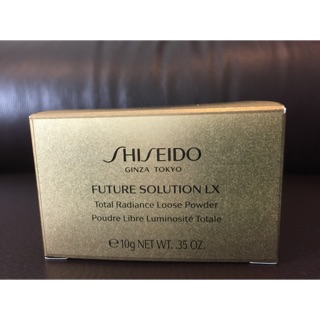 SHISEIDO
GINZA TOKYO
FUTURE SOLUTION LX
Total Radiance Loose Powder
Poudre Libre Luminosité Totale
℮10g NET WT. .35 OZ.